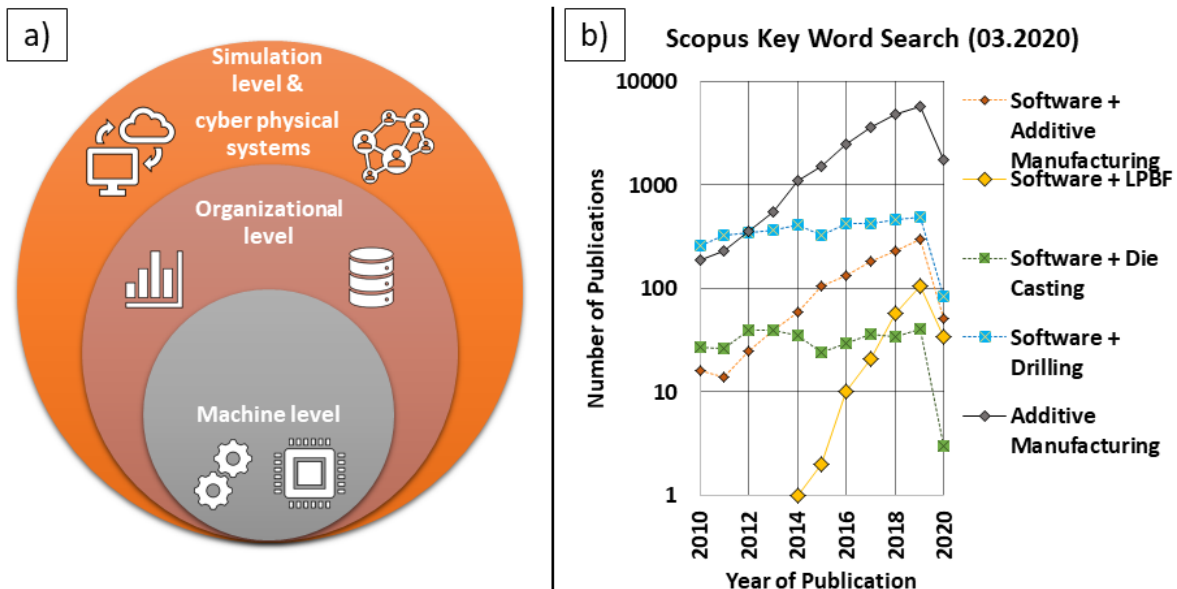 a)
Simulation
level &
cyber physical
systems
Organizational
level
Machine level
b)
Scopus Key Word Search (03.2020)
Number of Publications
10000
1000
100
10
1
2010
2012
2014
2016
2018
2020
Year of Publication
Software +
Additive
Manufacturing
Software + LPBF
Software + Die
Casting
Software +
Drilling
Additive
Manufacturing